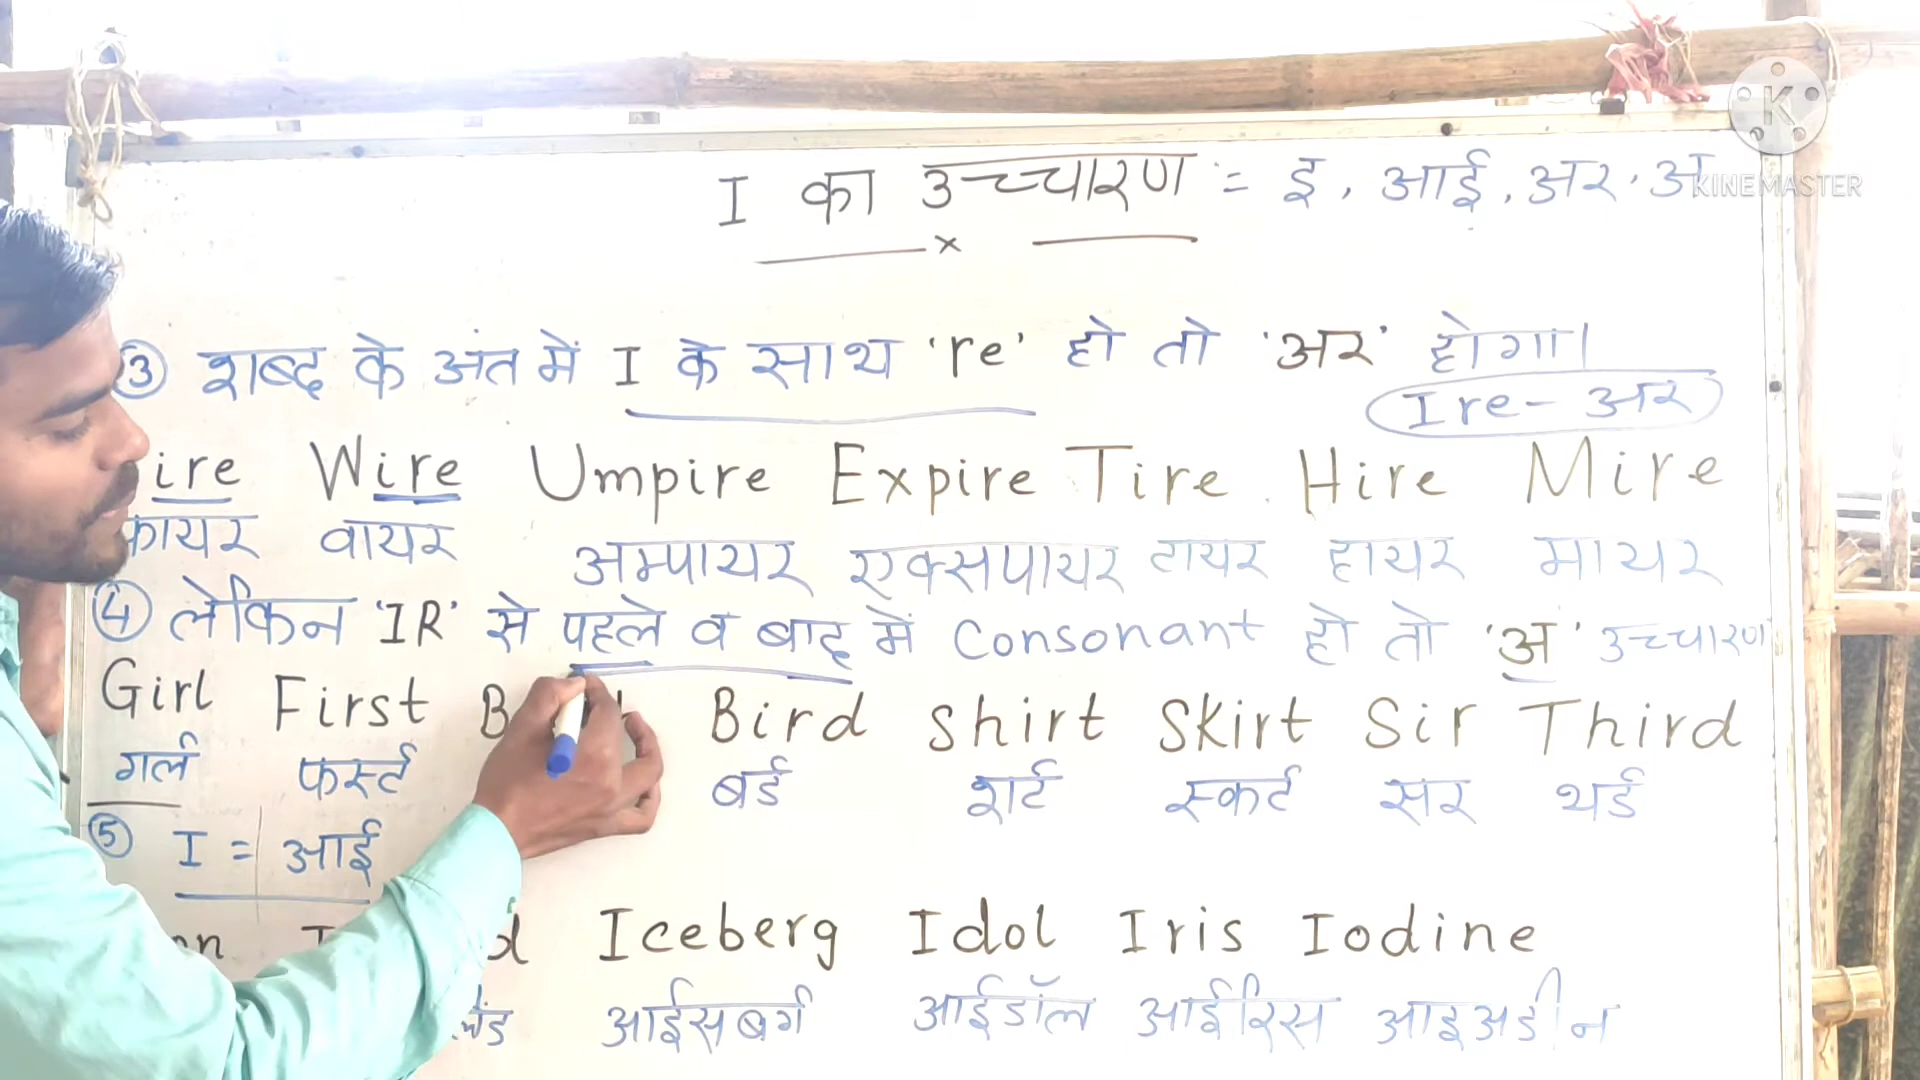 I का उच्चारण = इ, आई, अर, अ
KINEMASTER
③ शब्द के अंत में I के साथ 're' हो तो 'अर' होगा।
Ire - अर
ire Wire Umpire Expire Tire Hire Mire
फायर वायर अम्पायर एक्सपायर टायर हायर मायर
④ लेकिन 'IR' से पहले व बाद में Consonant हो तो 'अ' उच्चारण
Girl First Bird Shirt Skirt Sir Third
गर्ल फर्स्ट बर्ड शर्ट स्कर्ट सर थर्ड
⑤ I = आई
Iceberg Idol Iris Iodine
आईसबर्ग आईडॉल आईरिस आइअडीन